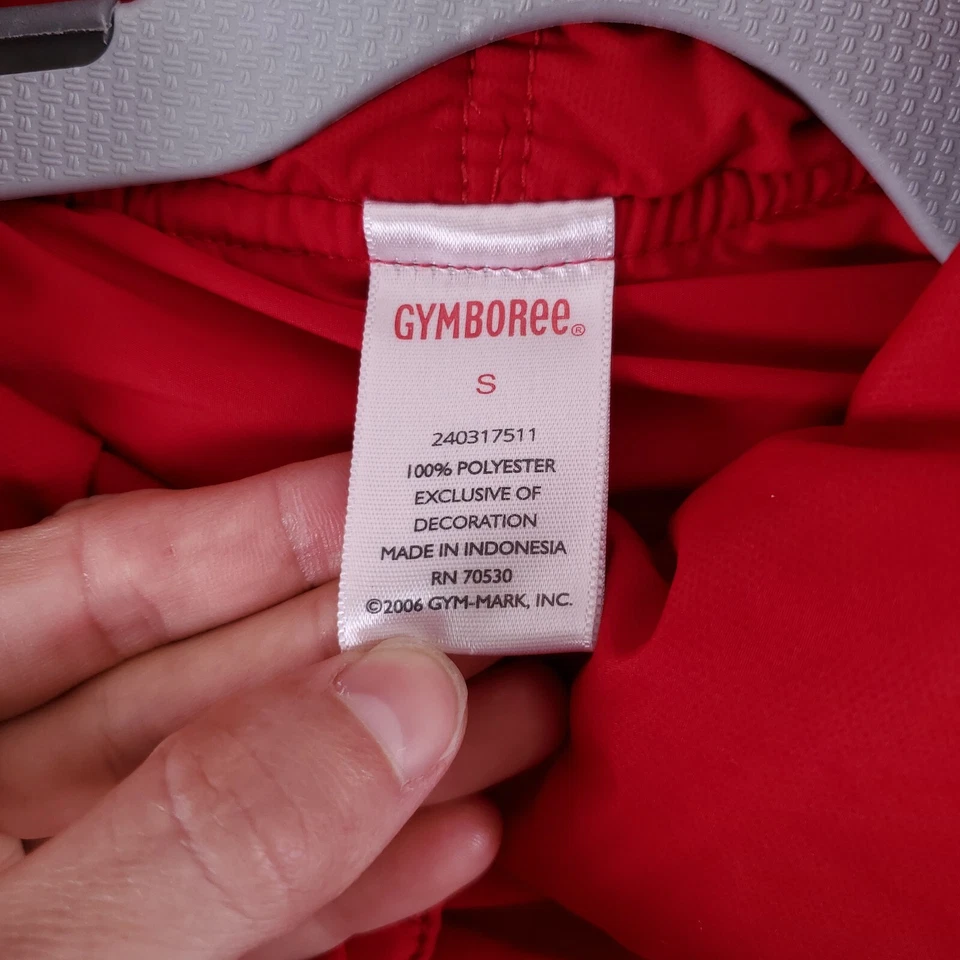 GYMBOREE®
S
240317511
100% POLYESTER
EXCLUSIVE OF
DECORATION
MADE IN INDONESIA
RN 70530
©2006 GYM-MARK, INC.